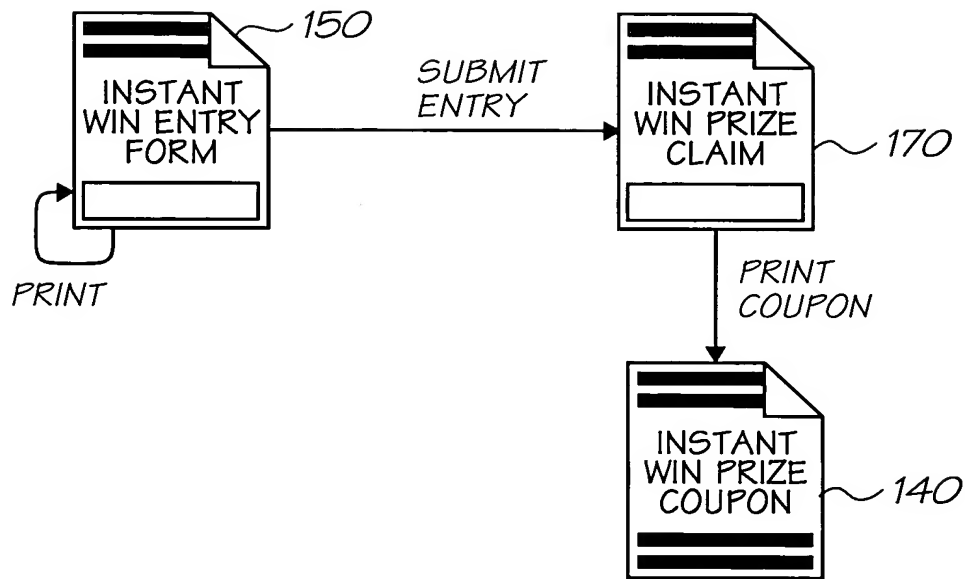 150
INSTANT
WIN ENTRY
FORM
PRINT
SUBMIT
ENTRY
INSTANT
WIN PRIZE
CLAIM
170
PRINT
COUPON
INSTANT
WIN PRIZE
COUPON
140